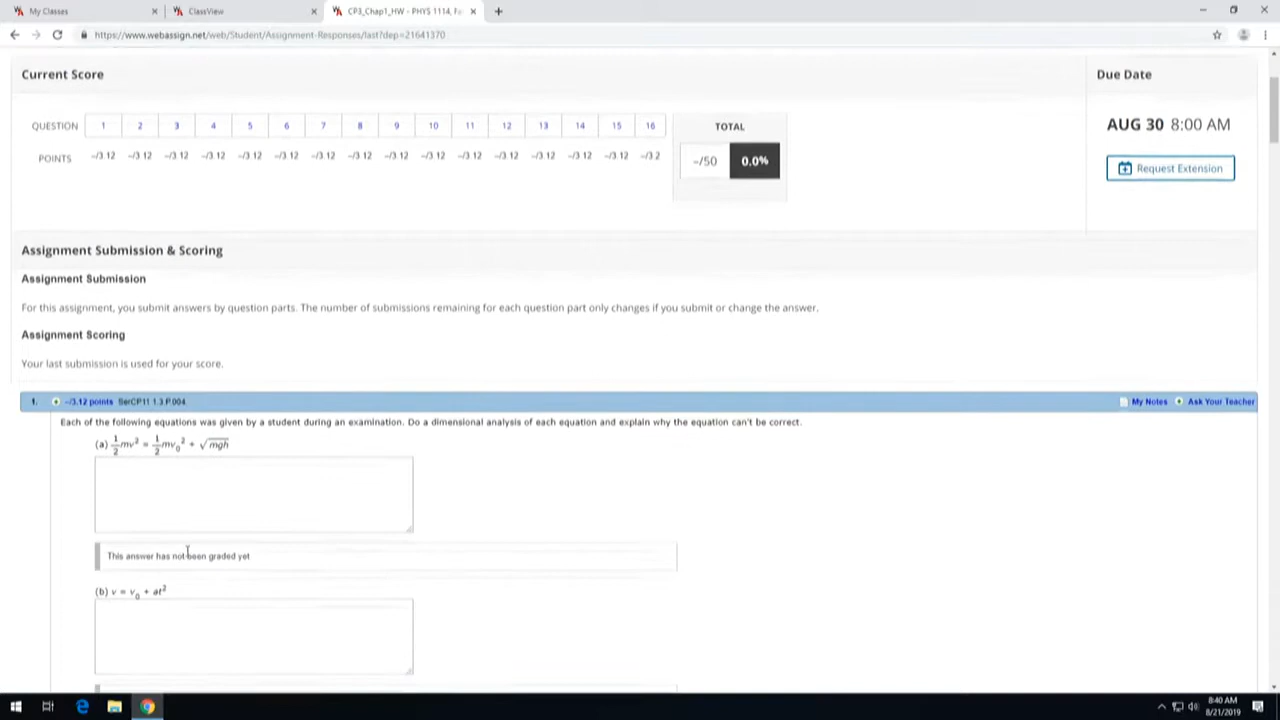 My Classes
ClassView
CP3_Chap1_HW - PHYS 1114, Fa
https://www.webassign.net/web/Student/Assignment-Responses/last?dep=21641370
Current Score
Due Date
QUESTION 1 2 3 4 5 6 7 8 9 10 11 12 13 14 15 16 TOTAL
POINTS –/3.12 –/3.12 –/3.12 –/3.12 –/3.12 –/3.12 –/3.12 –/3.12 –/3.12 –/3.12 –/3.12 –/3.12 –/3.12 –/3.12 –/3.12 –/3.2 –/50 0.0%
AUG 30 8:00 AM
Request Extension
Assignment Submission & Scoring
Assignment Submission
For this assignment, you submit answers by question parts. The number of submissions remaining for each question part only changes if you submit or change the answer.
Assignment Scoring
Your last submission is used for your score.
1. –/3.12 points SerCP11 1.3.P.004. My Notes Ask Your Teacher
Each of the following equations was given by a student during an examination. Do a dimensional analysis of each equation and explain why the equation can't be correct.
(a) 1/2 mv² = 1/2 mv₀² + √mgh
This answer has not been graded yet
(b) v = v₀ + at²
8:40 AM
8/21/2019